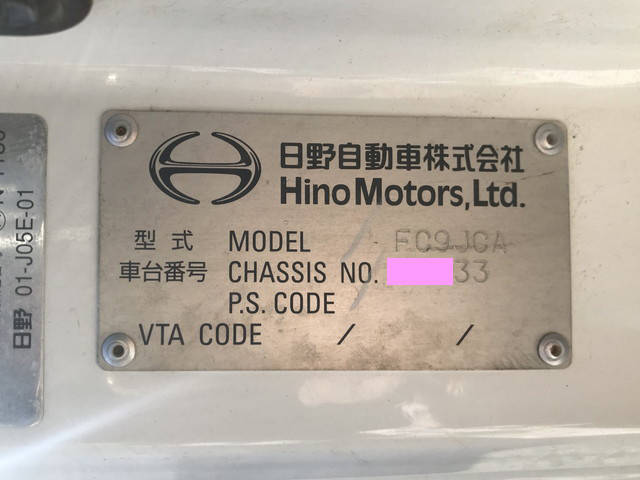 日野自動車株式会社
Hino Motors, Ltd.
型式 MODEL FC9JCA
車台番号 CHASSIS NO. 33
P.S. CODE
VTA CODE / /
日野 01-J05E-01